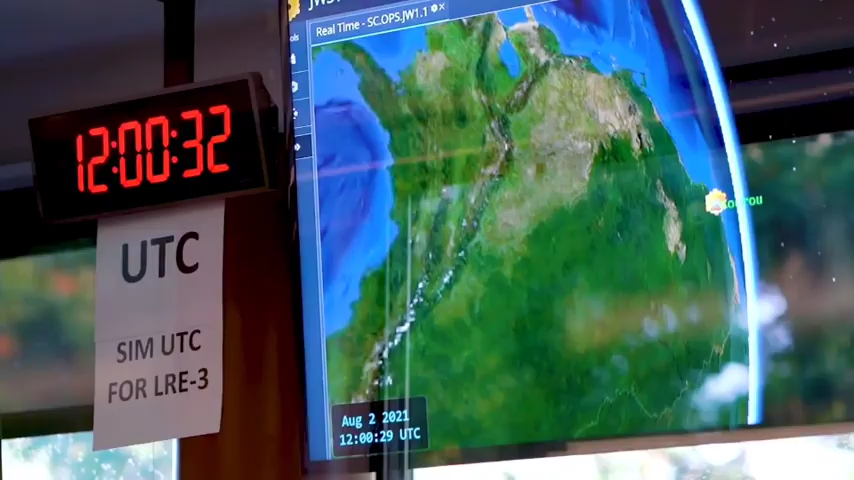 Real Time - SC.OPS.JW1.1
12:00:32
UTC
SIM UTC
FOR LRE-3
Aug 2 2021
12:00:29 UTC